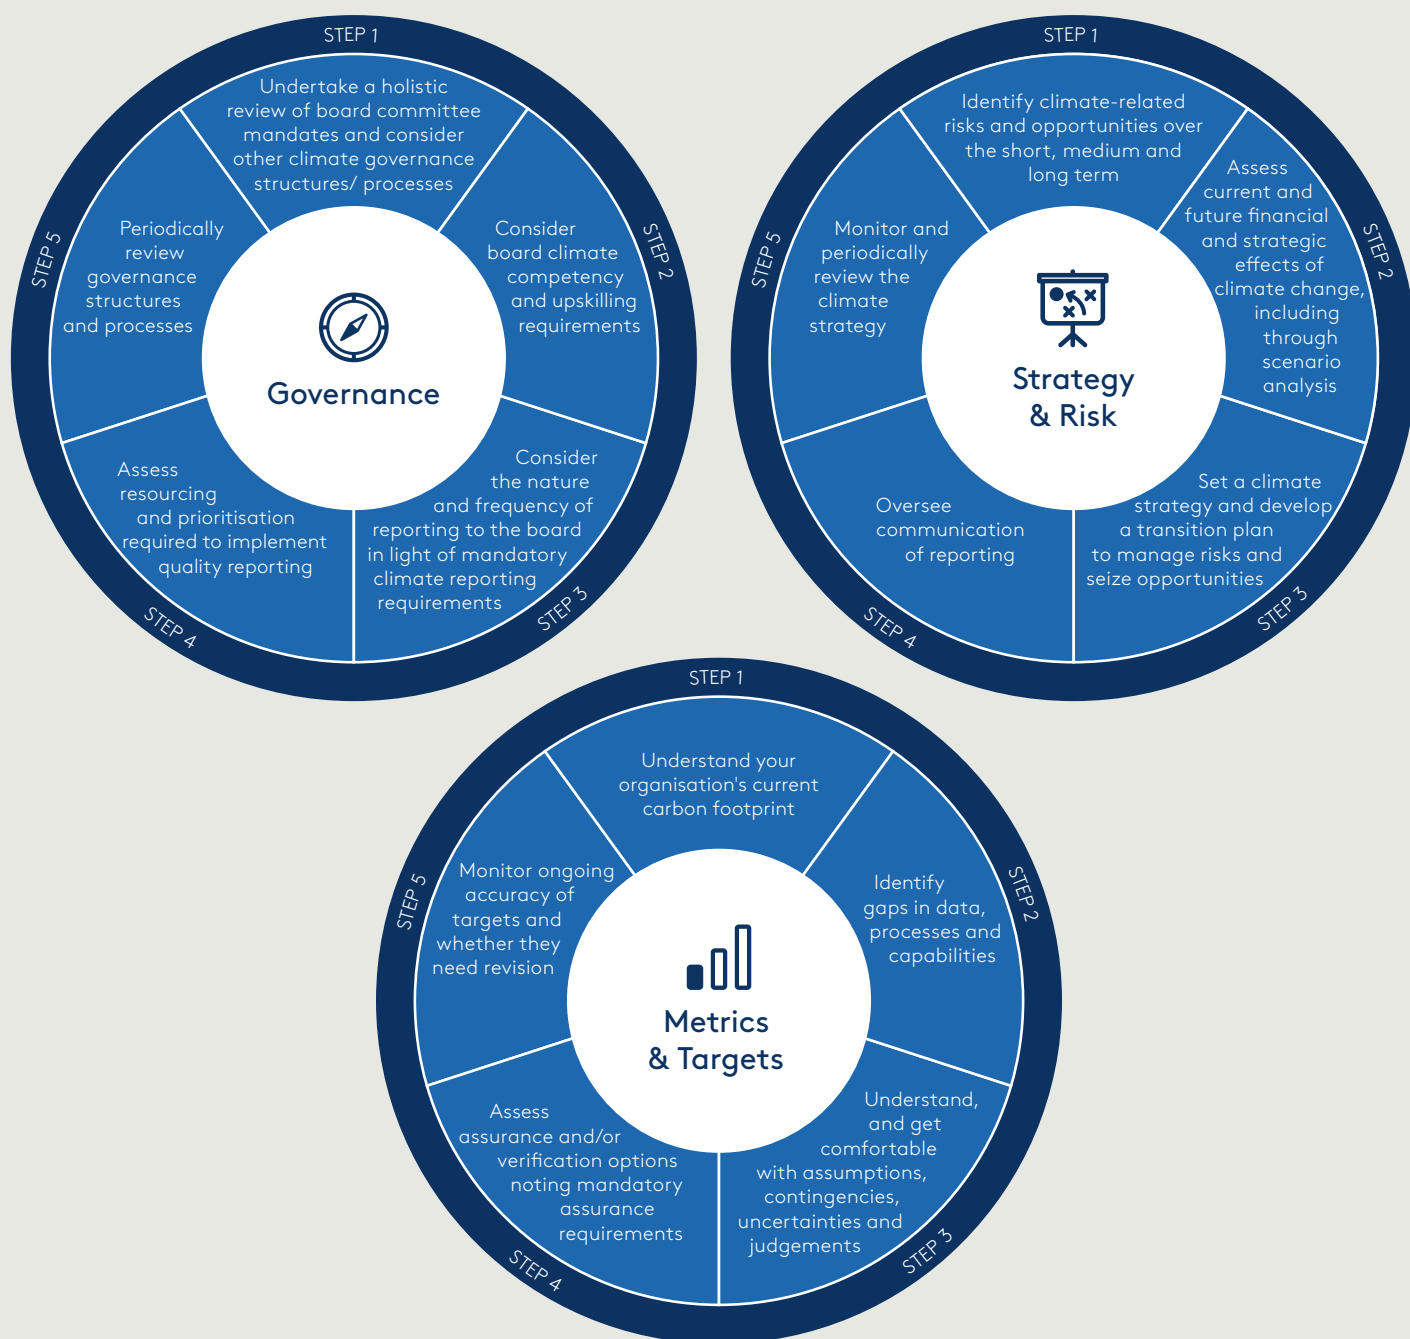 STEP 1
Undertake a holistic
review of board committee
mandates and consider
other climate governance
structures/ processes
STEP 2
Consider
board climate
competency
and upskilling
requirements
STEP 3
Consider
the nature
and frequency of
reporting to the board
in light of mandatory
climate reporting
requirements
STEP 4
Assess
resourcing
and prioritisation
required to implement
quality reporting
STEP 5
Periodically
review
governance
structures
and processes
Governance
STEP 1
Identify climate-related
risks and opportunities over
the short, medium and
long term
STEP 2
Assess
current and
future financial
and strategic
effects of
climate change,
including
through
scenario
analysis
STEP 3
Set a climate
strategy and develop
a transition plan
to manage risks and
seize opportunities
STEP 4
Oversee
communication
of reporting
STEP 5
Monitor and
periodically
review the
climate
strategy
Strategy
& Risk
STEP 1
Understand your
organisation's current
carbon footprint
STEP 2
Identify
gaps in data,
processes and
capabilities
STEP 3
Understand,
and get
comfortable
with assumptions,
contingencies,
uncertainties and
judgements
STEP 4
Assess
assurance and/or
verification options
noting mandatory
assurance
requirements
STEP 5
Monitor ongoing
accuracy of
targets and
whether they
need revision
Metrics
& Targets